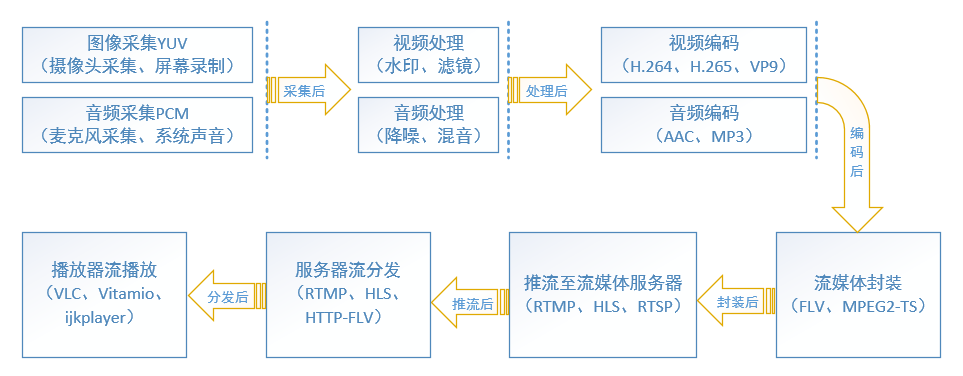 图像采集YUV
（摄像头采集、屏幕录制）
音频采集PCM
（麦克风采集、系统声音）
采集后
视频处理
（水印、滤镜）
音频处理
（降噪、混音）
处理后
视频编码
（H.264、H.265、VP9）
音频编码
（AAC、MP3）
编码后
流媒体封装
（FLV、MPEG2-TS）
封装后
推流至流媒体服务器
（RTMP、HLS、RTSP）
推流后
服务器流分发
（RTMP、HLS、
HTTP-FLV）
分发后
播放器流播放
（VLC、Vitamio、
ijkplayer）